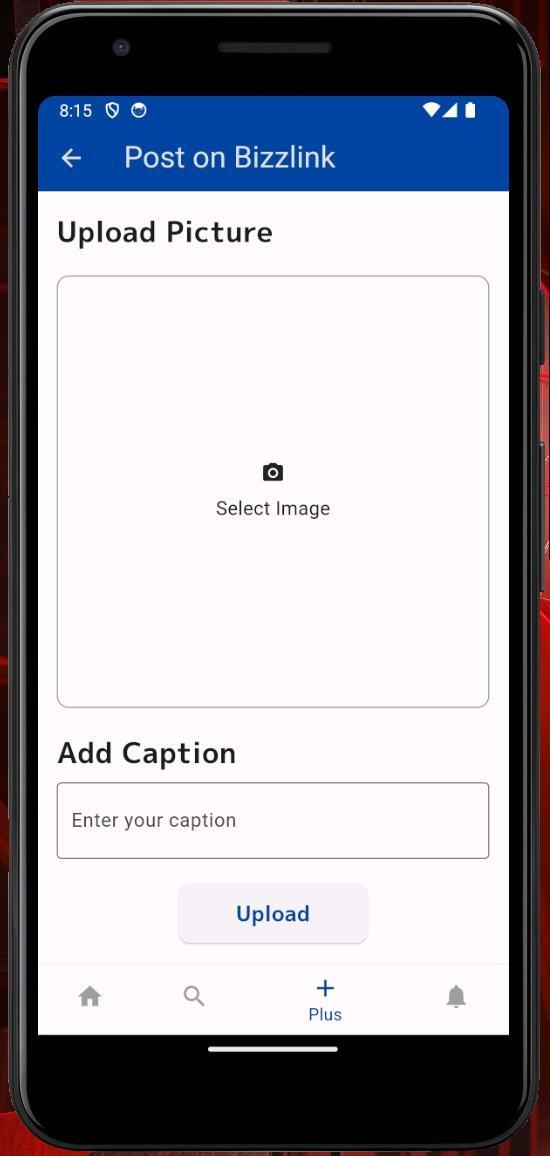 8:15
Post on Bizzlink
Upload Picture
Select Image
Add Caption
Enter your caption
Upload
Plus